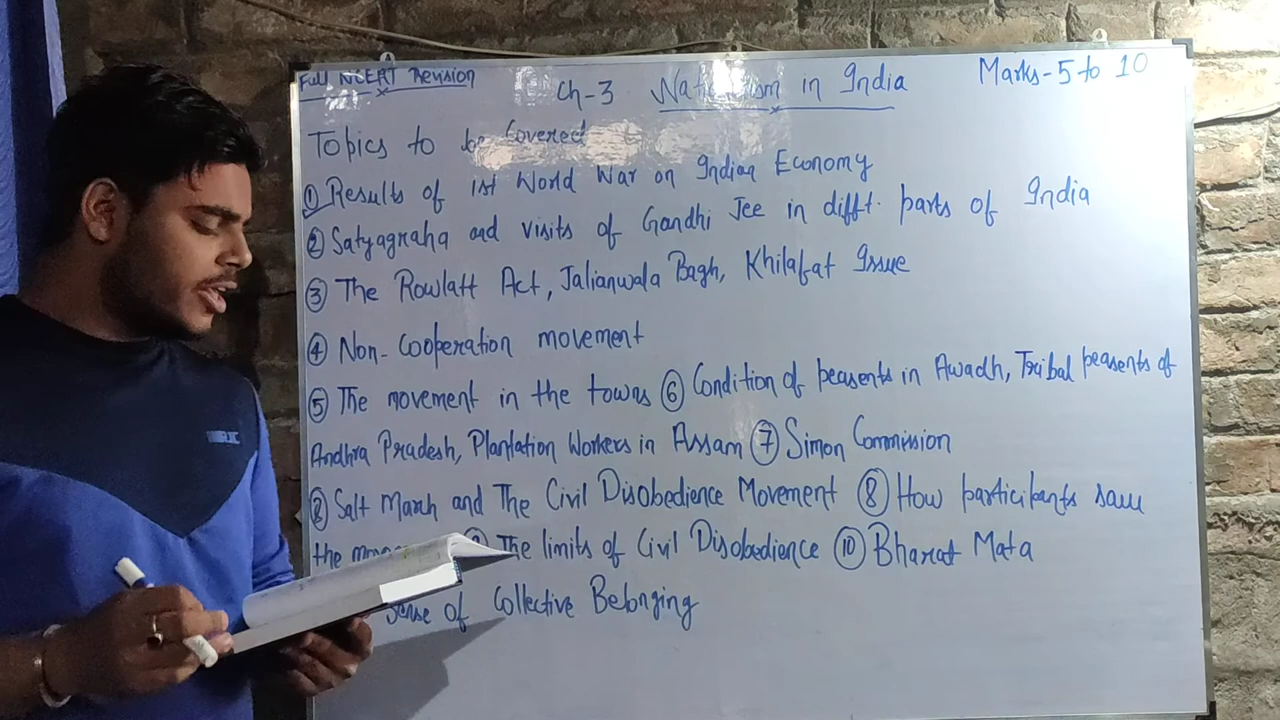 Full NCERT Revision
Ch-3 Nationalism in India
Marks-5 to 10
Topics to be Covered
① Results of 1st World War on Indian Economy
② Satyagraha and visits of Gandhi Jee in difft. parts of India
③ The Rowlatt Act, Jalianwala Bagh, Khilafat Issue
④ Non-Cooperation movement
⑤ The movement in the towns ⑥ Condition of peasents in Awadh, Tribal peasents of
Andhra Pradesh, Plantation Workers in Assam ⑦ Simon Commission
⑧ Salt March and The Civil Disobedience Movement ⑧ How participants saw
the The limits of Civil Disobedience ⑩ Bharat Mata
Sense of Collective Belonging